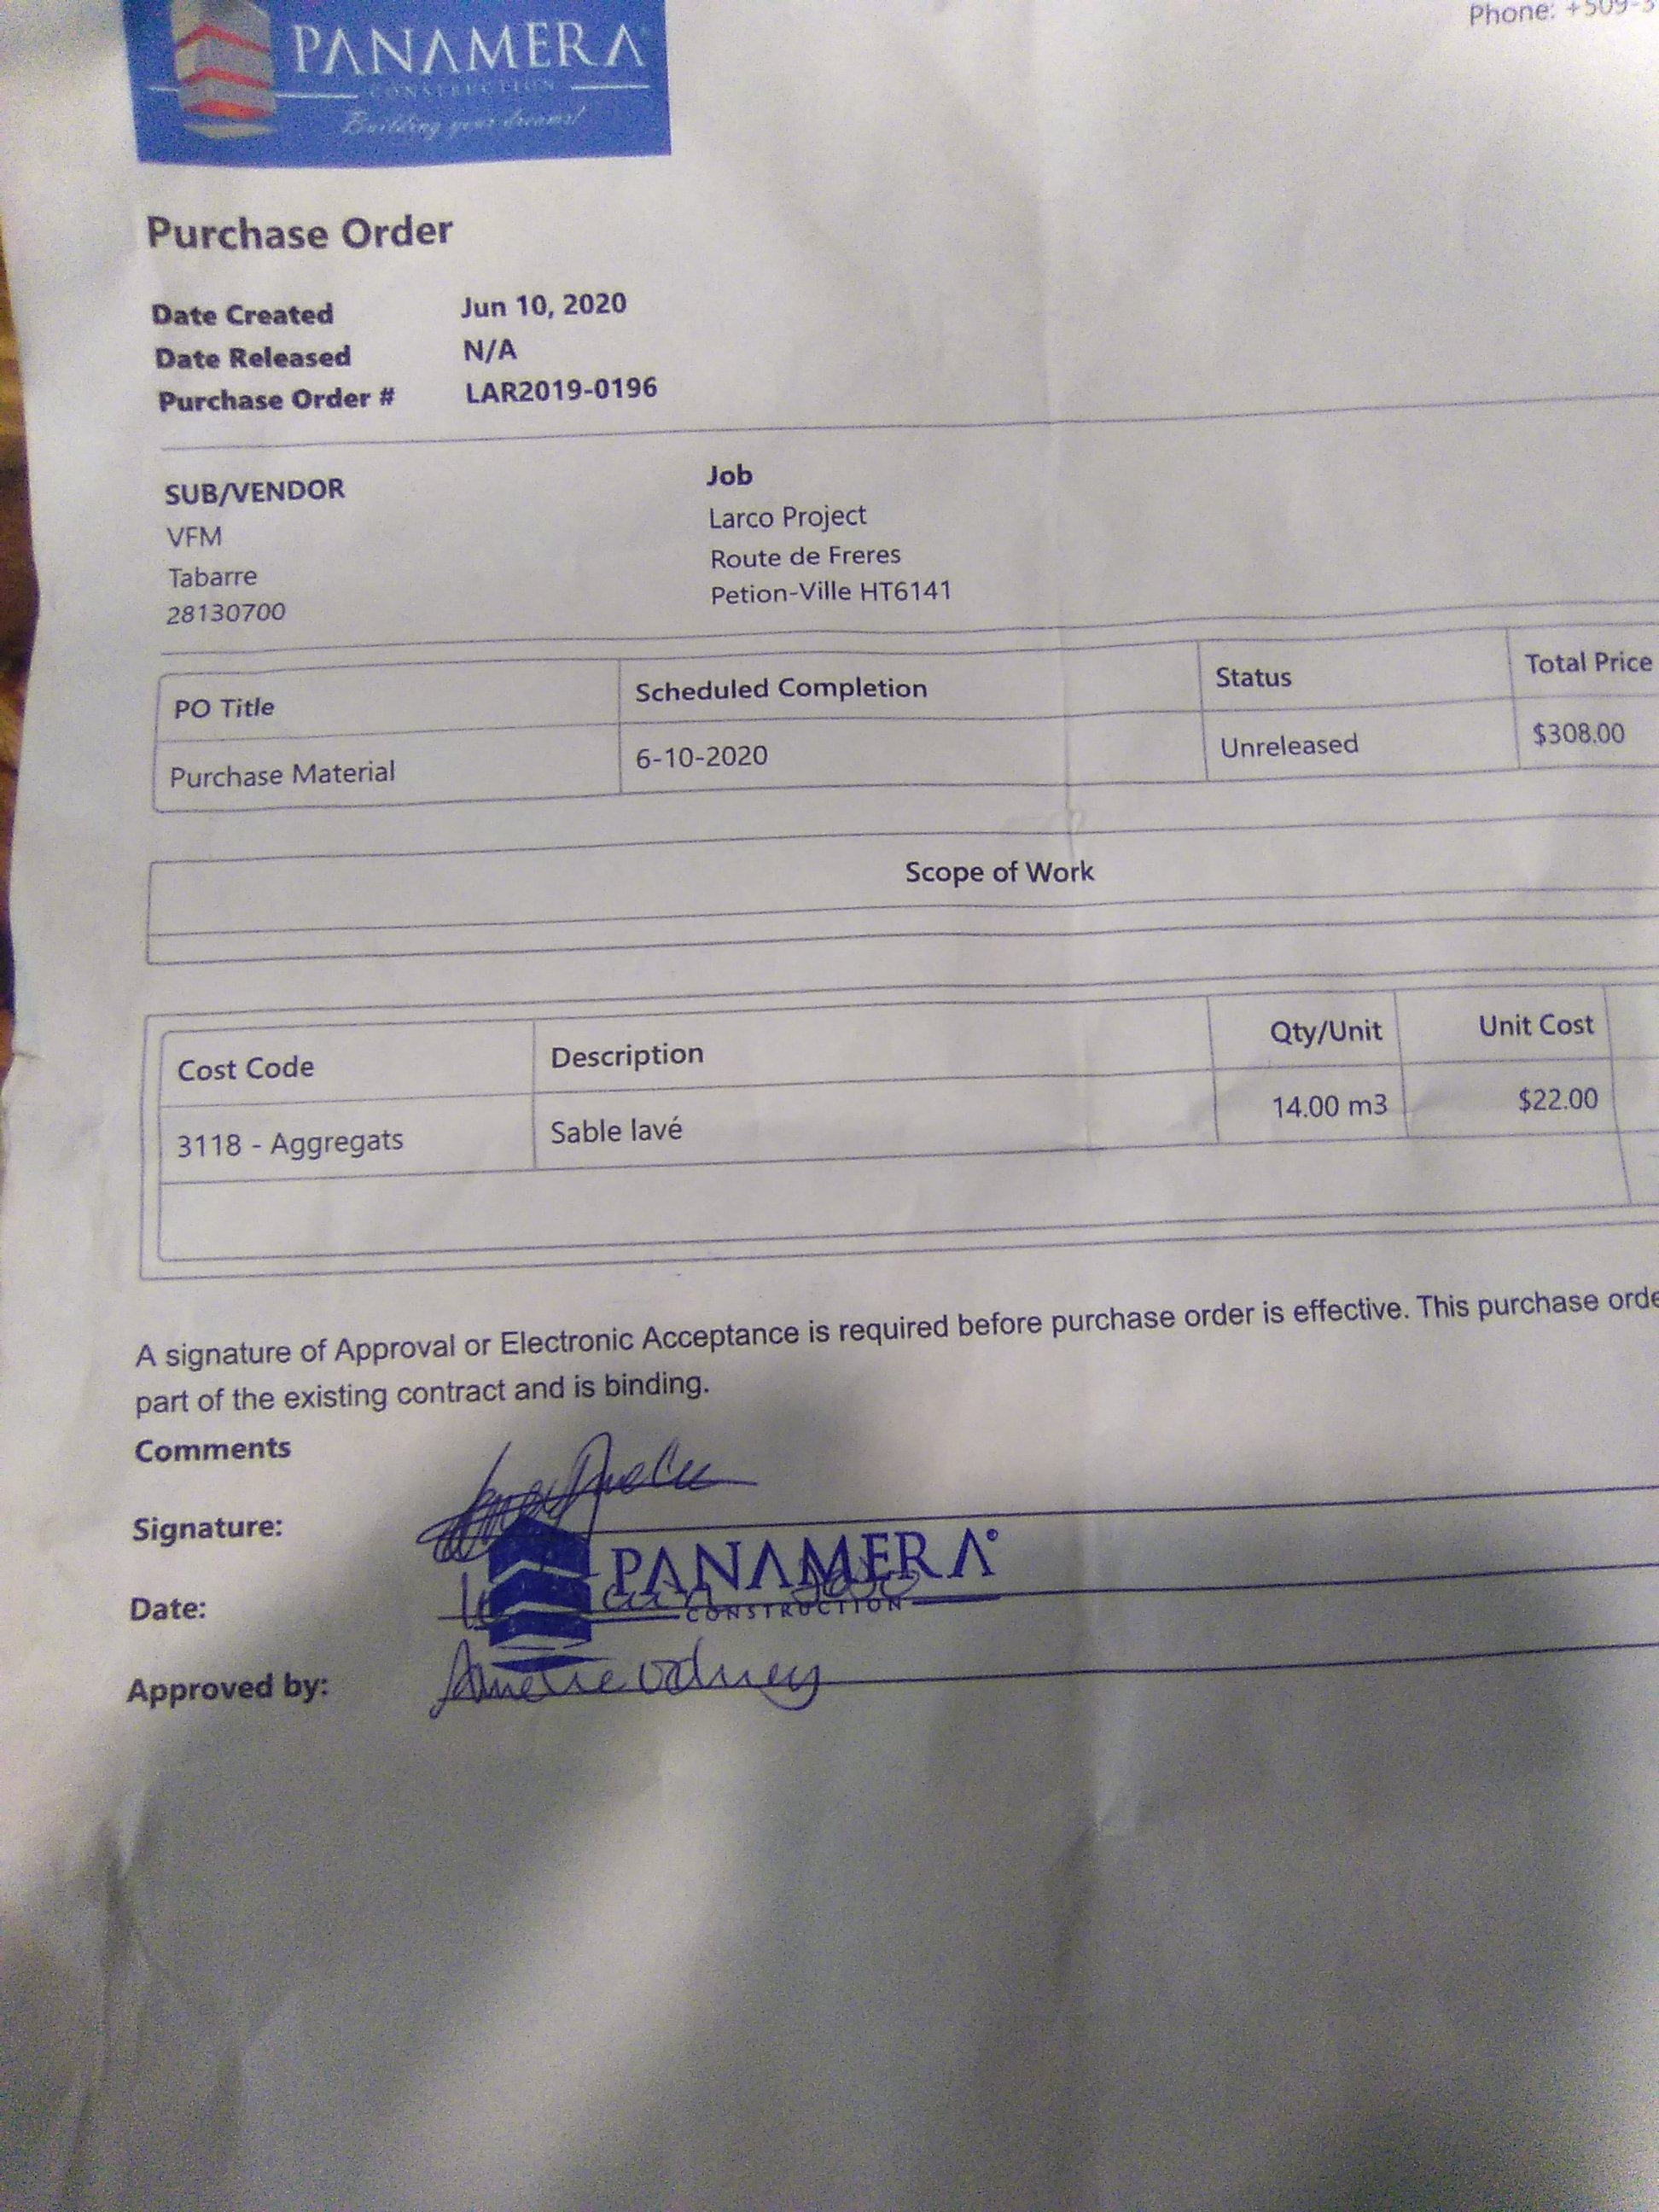 Phone: +509-3
PANAMERA
CONSTRUCTION
Building your dreams!
Purchase Order
Date Created Jun 10, 2020
Date Released N/A
Purchase Order # LAR2019-0196
SUB/VENDOR
VFM
Tabarre
28130700
Job
Larco Project
Route de Freres
Petion-Ville HT6141
PO Title Scheduled Completion Status Total Price
Purchase Material 6-10-2020 Unreleased $308.00
Scope of Work
Cost Code Description Qty/Unit Unit Cost
3118 - Aggregats Sable lavé 14.00 m3 $22.00
A signature of Approval or Electronic Acceptance is required before purchase order is effective. This purchase orde
part of the existing contract and is binding.
Comments
Signature:
PANAMERA
CONSTRUCTION
Date:
Approved by: